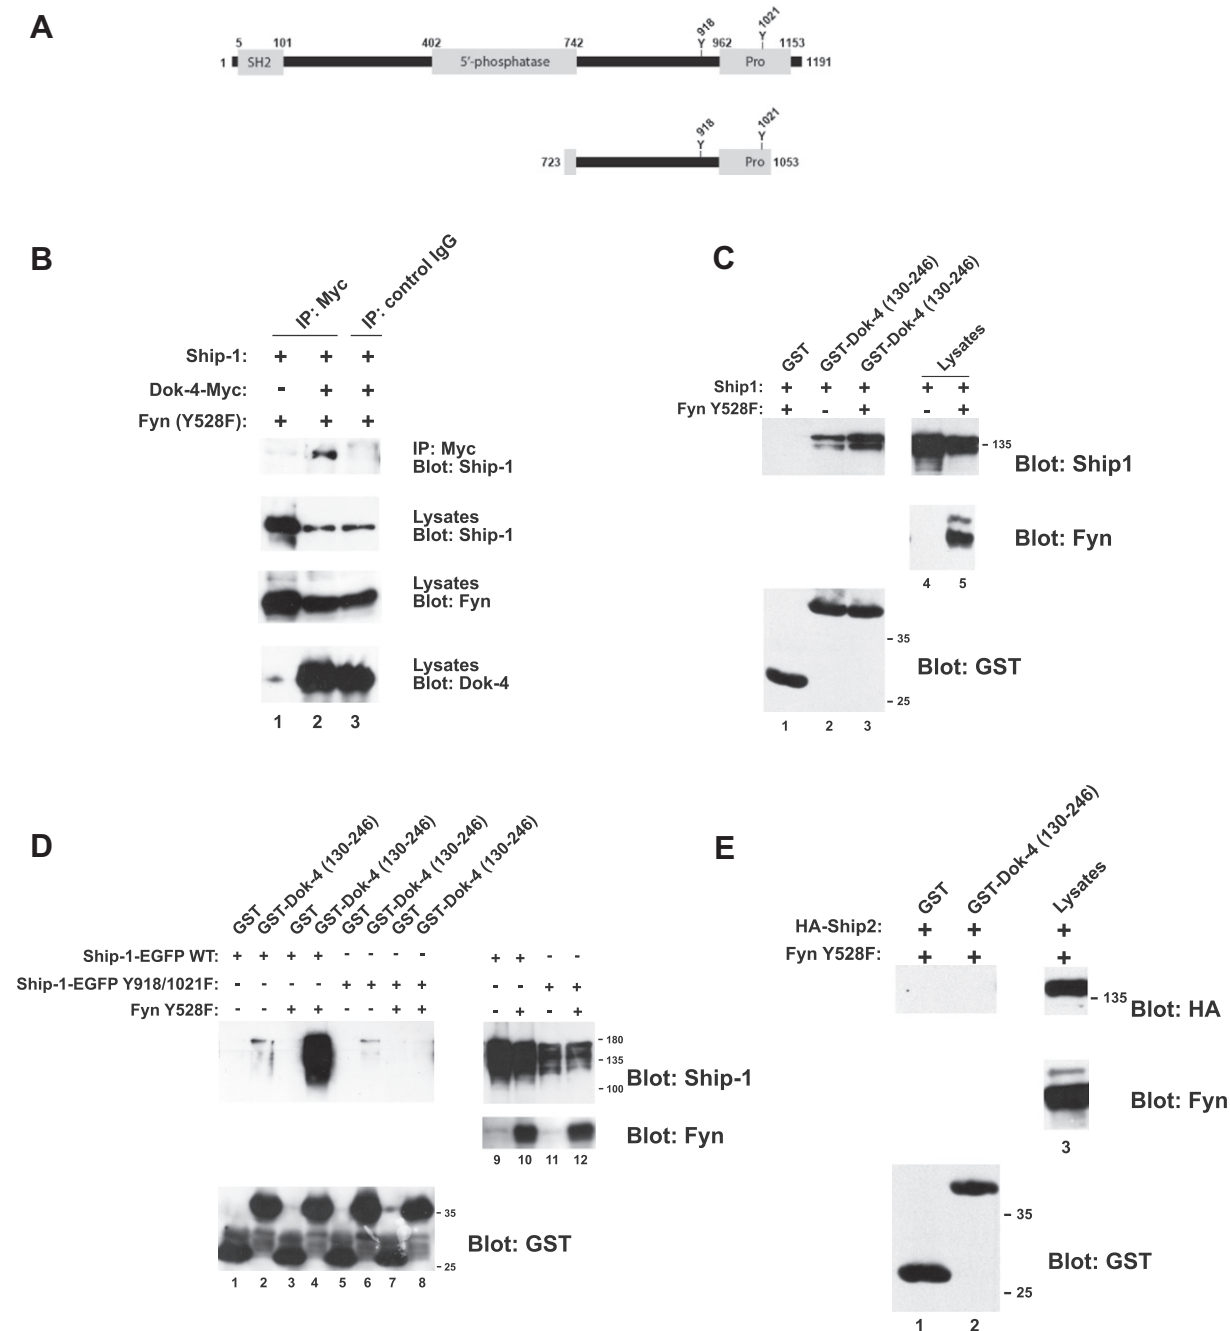 A
5 101 402 742 Y 918 962 Y 1021 1153
1 SH2 5′-phosphatase Pro 1191
Y 918 Y 1021
723 Pro 1053
B
IP: Myc IP: control IgG
Ship-1: + + +
Dok-4-Myc: - + +
Fyn (Y528F): + + +
IP: Myc
Blot: Ship-1
Lysates
Blot: Ship-1
Lysates
Blot: Fyn
Lysates
Blot: Dok-4
1 2 3
C
GST GST-Dok-4 (130-246) GST-Dok-4 (130-246) Lysates
Ship1: + + + + +
Fyn Y528F: + - + - +
- 135
Blot: Ship1
Blot: Fyn
4 5
- 35
Blot: GST
- 25
1 2 3
D
GST GST-Dok-4 (130-246) GST GST-Dok-4 (130-246) GST GST-Dok-4 (130-246) GST GST-Dok-4 (130-246)
Ship-1-EGFP WT: + + + + - - - - + + - -
Ship-1-EGFP Y918/1021F: - - - - + + + + - - + +
Fyn Y528F: - - + + - - + + - + - +
- 180
- 135
- 100
Blot: Ship-1
Blot: Fyn
9 10 11 12
- 35
Blot: GST
- 25
1 2 3 4 5 6 7 8
E
GST GST-Dok-4 (130-246) Lysates
HA-Ship2: + + +
Fyn Y528F: + + +
- 135
Blot: HA
Blot: Fyn
3
- 35
Blot: GST
- 25
1 2